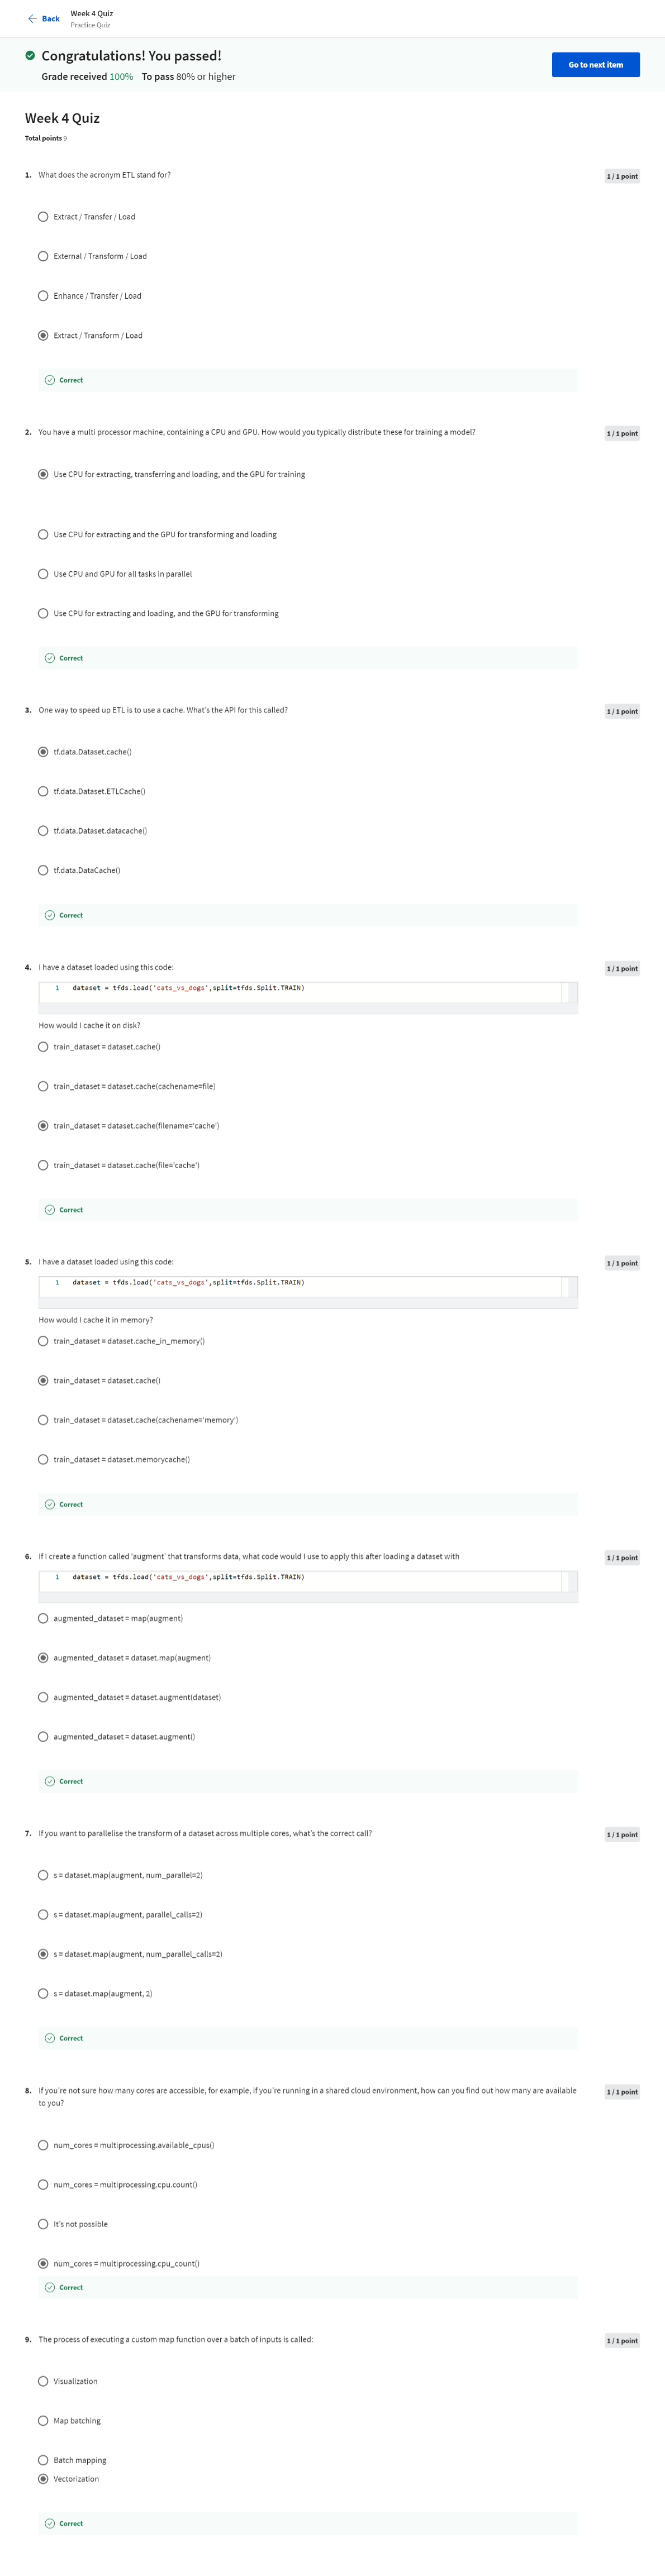 Back
Week 4 Quiz
Practice Quiz
Congratulations! You passed!
Grade received 100% To pass 80% or higher
Go to next item
Week 4 Quiz
Total points 9
1. What does the acronym ETL stand for?
1 / 1 point
Extract / Transfer / Load
External / Transform / Load
Enhance / Transfer / Load
Extract / Transform / Load
Correct
2. You have a multi processor machine, containing a CPU and GPU. How would you typically distribute these for training a model?
1 / 1 point
Use CPU for extracting, transferring and loading, and the GPU for training
Use CPU for extracting and the GPU for transforming and loading
Use CPU and GPU for all tasks in parallel
Use CPU for extracting and loading, and the GPU for transforming
Correct
3. One way to speed up ETL is to use a cache. What's the API for this called?
1 / 1 point
tf.data.Dataset.cache()
tf.data.Dataset.ETLCache()
tf.data.Dataset.datacache()
tf.data.DataCache()
Correct
4. I have a dataset loaded using this code:
1 / 1 point
1 dataset = tfds.load('cats_vs_dogs',split=tfds.Split.TRAIN)
How would I cache it on disk?
train_dataset = dataset.cache()
train_dataset = dataset.cache(cachename=file)
train_dataset = dataset.cache(filename='cache')
train_dataset = dataset.cache(file='cache')
Correct
5. I have a dataset loaded using this code:
1 / 1 point
1 dataset = tfds.load('cats_vs_dogs',split=tfds.Split.TRAIN)
How would I cache it in memory?
train_dataset = dataset.cache_in_memory()
train_dataset = dataset.cache()
train_dataset = dataset.cache(cachename='memory')
train_dataset = dataset.memorycache()
Correct
6. If I create a function called 'augment' that transforms data, what code would I use to apply this after loading a dataset with
1 / 1 point
1 dataset = tfds.load('cats_vs_dogs',split=tfds.Split.TRAIN)
augmented_dataset = map(augment)
augmented_dataset = dataset.map(augment)
augmented_dataset = dataset.augment(dataset)
augmented_dataset = dataset.augment()
Correct
7. If you want to parallelise the transform of a dataset across multiple cores, what's the correct call?
1 / 1 point
s = dataset.map(augment, num_parallel=2)
s = dataset.map(augment, parallel_calls=2)
s = dataset.map(augment, num_parallel_calls=2)
s = dataset.map(augment, 2)
Correct
8. If you're not sure how many cores are accessible, for example, if you're running in a shared cloud environment, how can you find out how many are available
to you?
1 / 1 point
num_cores = multiprocessing.available_cpus()
num_cores = multiprocessing.cpu.count()
It's not possible
num_cores = multiprocessing.cpu_count()
Correct
9. The process of executing a custom map function over a batch of inputs is called:
1 / 1 point
Visualization
Map batching
Batch mapping
Vectorization
Correct